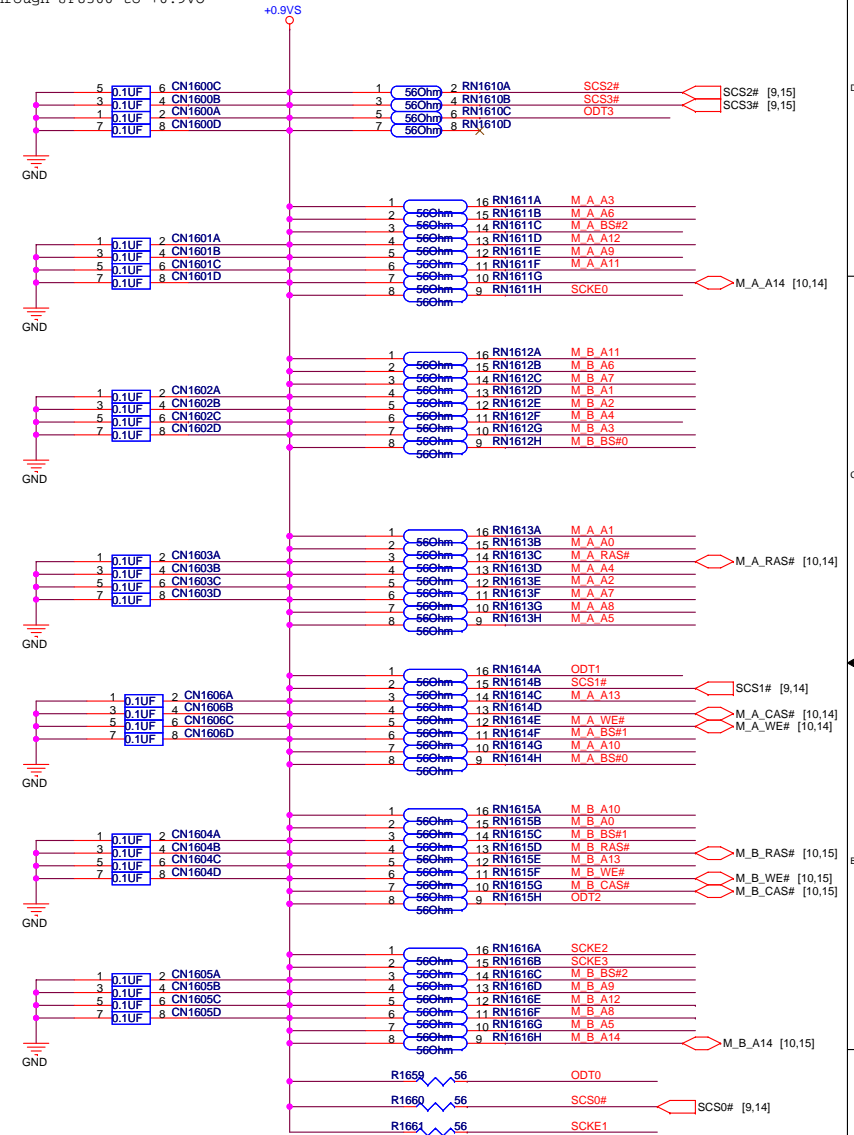 +0.9VS
5 0.1UF 6 CN1600C 1 56Ohm 2 RN1610A SCS2# SCS2# [9,15]
3 0.1UF 4 CN1600B 3 56Ohm 4 RN1610B SCS3# SCS3# [9,15]
1 0.1UF 2 CN1600A 5 56Ohm 6 RN1610C ODT3
7 0.1UF 8 CN1600D 7 56Ohm 8 RN1610D
GND
1 56Ohm 16 RN1611A M_A_A3
2 56Ohm 15 RN1611B M_A_A6
3 56Ohm 14 RN1611C M_A_BS#2
1 0.1UF 2 CN1601A 4 56Ohm 13 RN1611D M_A_A12
3 0.1UF 4 CN1601B 5 56Ohm 12 RN1611E M_A_A9
5 0.1UF 6 CN1601C 6 56Ohm 11 RN1611F M_A_A11
7 0.1UF 8 CN1601D 7 56Ohm 10 RN1611G M_A_A14 [10,14]
8 56Ohm 9 RN1611H SCKE0
GND
1 56Ohm 16 RN1612A M_B_A11
2 56Ohm 15 RN1612B M_B_A6
3 56Ohm 14 RN1612C M_B_A7
1 0.1UF 2 CN1602A 4 56Ohm 13 RN1612D M_B_A1
3 0.1UF 4 CN1602B 5 56Ohm 12 RN1612E M_B_A2
5 0.1UF 6 CN1602C 6 56Ohm 11 RN1612F M_B_A4
7 0.1UF 8 CN1602D 7 56Ohm 10 RN1612G M_B_A3
8 56Ohm 9 RN1612H M_B_BS#0
GND
1 56Ohm 16 RN1613A M_A_A1
2 56Ohm 15 RN1613B M_A_A0
1 0.1UF 2 CN1603A 3 56Ohm 14 RN1613C M_A_RAS# M_A_RAS# [10,14]
3 0.1UF 4 CN1603B 4 56Ohm 13 RN1613D M_A_A4
5 0.1UF 6 CN1603C 5 56Ohm 12 RN1613E M_A_A2
7 0.1UF 8 CN1603D 6 56Ohm 11 RN1613F M_A_A7
7 56Ohm 10 RN1613G M_A_A8
8 56Ohm 9 RN1613H M_A_A5
GND
1 56Ohm 16 RN1614A ODT1
2 56Ohm 15 RN1614B SCS1# SCS1# [9,14]
1 0.1UF 2 CN1606A 3 56Ohm 14 RN1614C M_A_A13
3 0.1UF 4 CN1606B 4 56Ohm 13 RN1614D M_A_CAS# [10,14]
5 0.1UF 6 CN1606C 5 56Ohm 12 RN1614E M_A_WE# M_A_WE# [10,14]
7 0.1UF 8 CN1606D 6 56Ohm 11 RN1614F M_A_BS#1
7 56Ohm 10 RN1614G M_A_A10
8 56Ohm 9 RN1614H M_A_BS#0
GND
1 56Ohm 16 RN1615A M_B_A10
2 56Ohm 15 RN1615B M_B_A0
1 0.1UF 2 CN1604A 3 56Ohm 14 RN1615C M_B_BS#1
3 0.1UF 4 CN1604B 4 56Ohm 13 RN1615D M_B_RAS# M_B_RAS# [10,15]
5 0.1UF 6 CN1604C 5 56Ohm 12 RN1615E M_B_A13
7 0.1UF 8 CN1604D 6 56Ohm 11 RN1615F M_B_WE# M_B_WE# [10,15]
7 56Ohm 10 RN1615G M_B_CAS# M_B_CAS# [10,15]
8 56Ohm 9 RN1615H ODT2
GND
1 56Ohm 16 RN1616A SCKE2
2 56Ohm 15 RN1616B SCKE3
1 0.1UF 2 CN1605A 3 56Ohm 14 RN1616C M_B_BS#2
3 0.1UF 4 CN1605B 4 56Ohm 13 RN1616D M_B_A9
5 0.1UF 6 CN1605C 5 56Ohm 12 RN1616E M_B_A12
7 0.1UF 8 CN1605D 6 56Ohm 11 RN1616F M_B_A8
7 56Ohm 10 RN1616G M_B_A5
8 56Ohm 9 RN1616H M_B_A14 M_B_A14 [10,15]
GND
R1659 56 ODT0
R1660 56 SCS0# SCS0# [9,14]
R1661 56 SCKE1